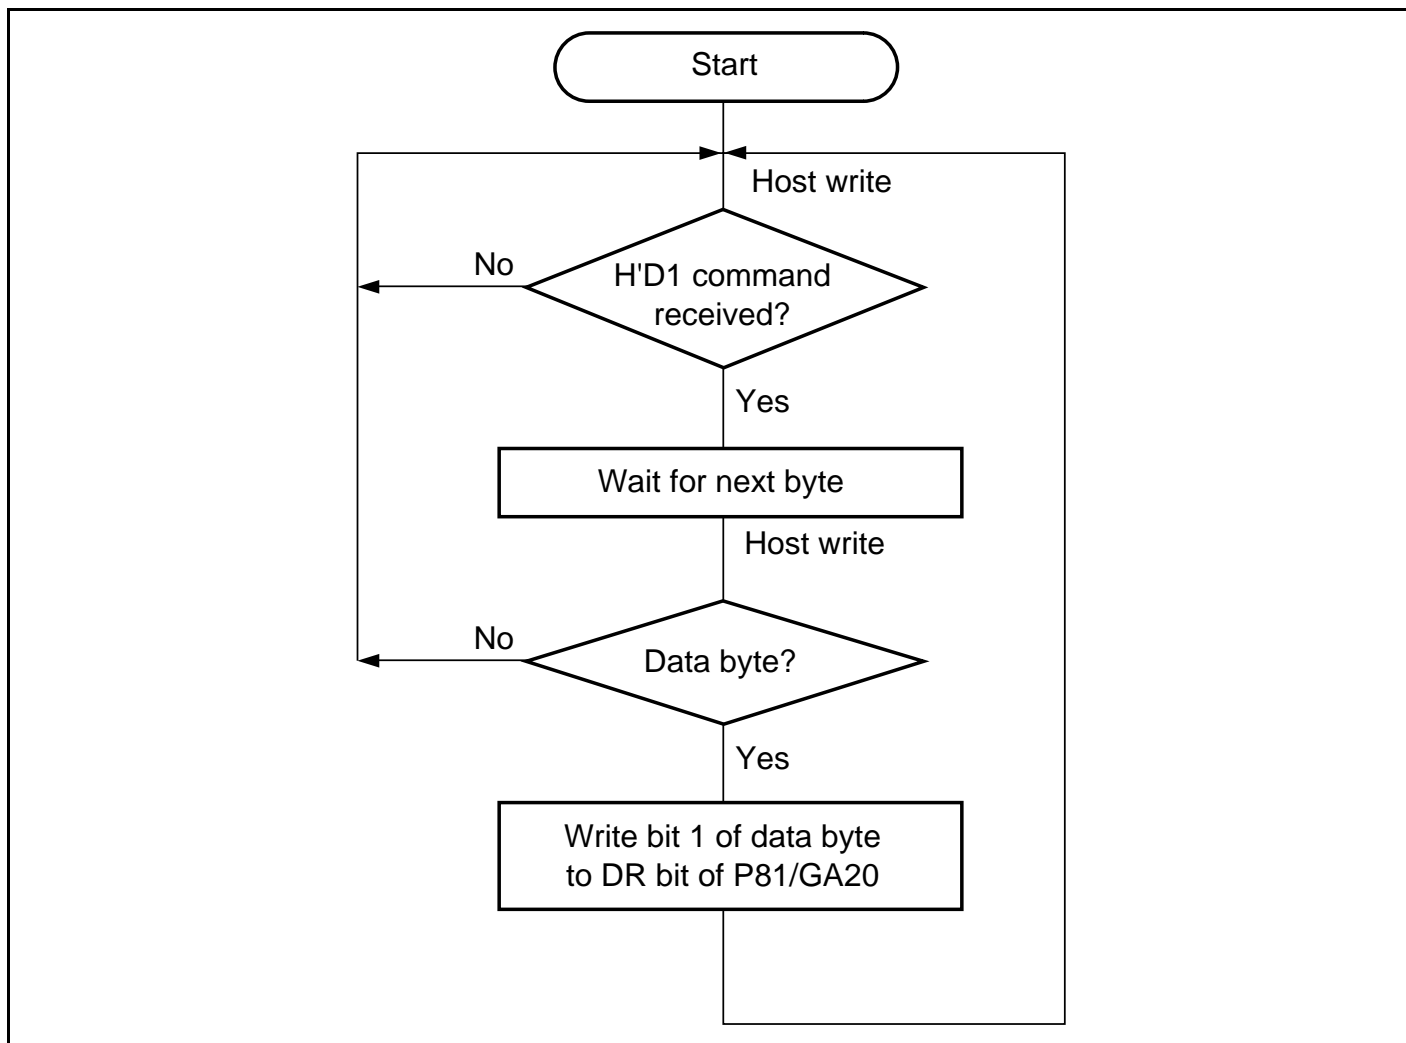 Start
Host write
No
H'D1 command
received?
Yes
Wait for next byte
Host write
No
Data byte?
Yes
Write bit 1 of data byte
to DR bit of P81/GA20